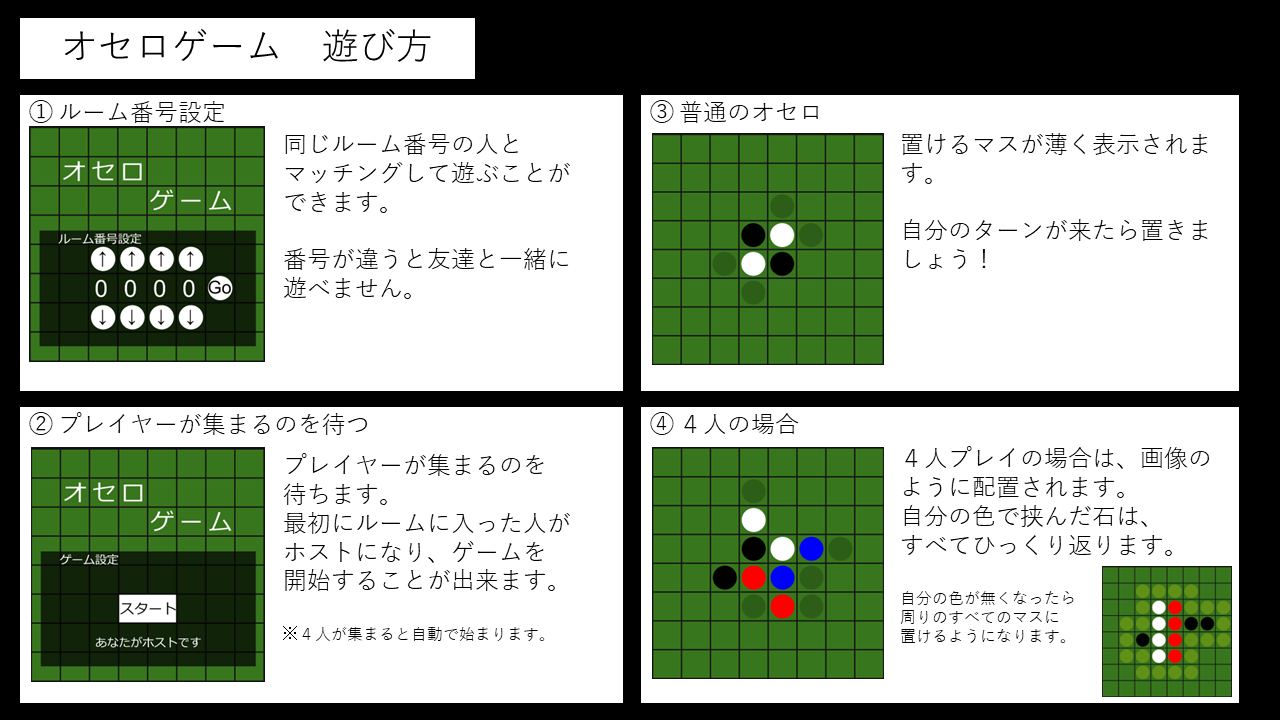 オセロゲーム　遊び方
① ルーム番号設定
オセロ
ゲーム
ルーム番号設定
↑ ↑ ↑ ↑
0 0 0 0 Go
↓ ↓ ↓ ↓
同じルーム番号の人と
マッチングして遊ぶことが
できます。
番号が違うと友達と一緒に
遊べません。
② プレイヤーが集まるのを待つ
オセロ
ゲーム
ゲーム設定
スタート
あなたがホストです
プレイヤーが集まるのを
待ちます。
最初にルームに入った人が
ホストになり、ゲームを
開始することが出来ます。
※４人が集まると自動で始まります。
③ 普通のオセロ
置けるマスが薄く表示されま
す。
自分のターンが来たら置きま
しょう！
④ ４人の場合
４人プレイの場合は、画像の
ように配置されます。
自分の色で挟んだ石は、
すべてひっくり返ります。
自分の色が無くなったら
周りのすべてのマスに
置けるようになります。